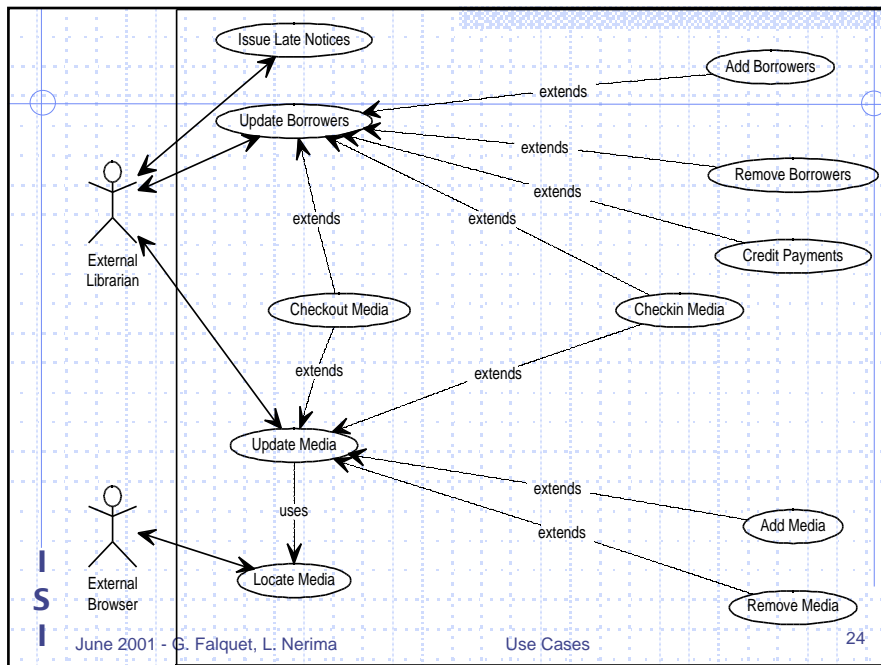 Issue Late Notices
Add Borrowers
extends
Update Borrowers
extends
Remove Borrowers
extends
extends
extends
Credit Payments
External
Librarian
Checkout Media
Checkin Media
extends
extends
Update Media
extends
uses
extends
Add Media
External
Browser
Locate Media
Remove Media
I
S
I
June 2001 - G. Falquet, L. Nerima
Use Cases
24